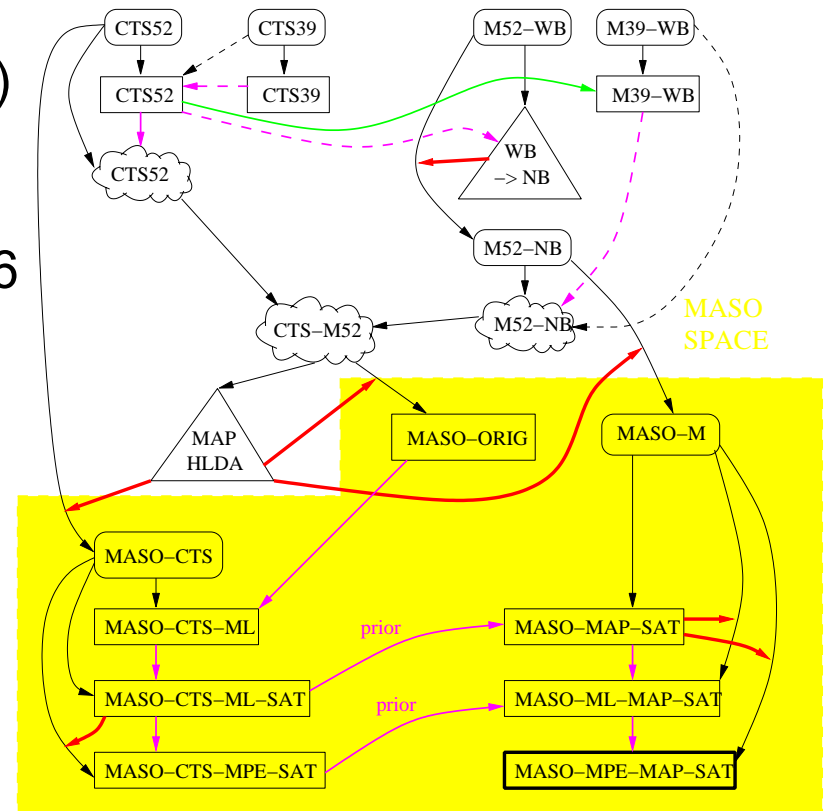 CTS52
CTS39
M52−WB
M39−WB
)
CTS52
CTS39
M39−WB
WB
−> NB
CTS52
M52−NB
6
CTS−M52
M52−NB
MASO
SPACE
MAP
HLDA
MASO−ORIG
MASO−M
MASO−CTS
MASO−CTS−ML
prior
MASO−MAP−SAT
MASO−CTS−ML−SAT
prior
MASO−ML−MAP−SAT
MASO−CTS−MPE−SAT
MASO−MPE−MAP−SAT